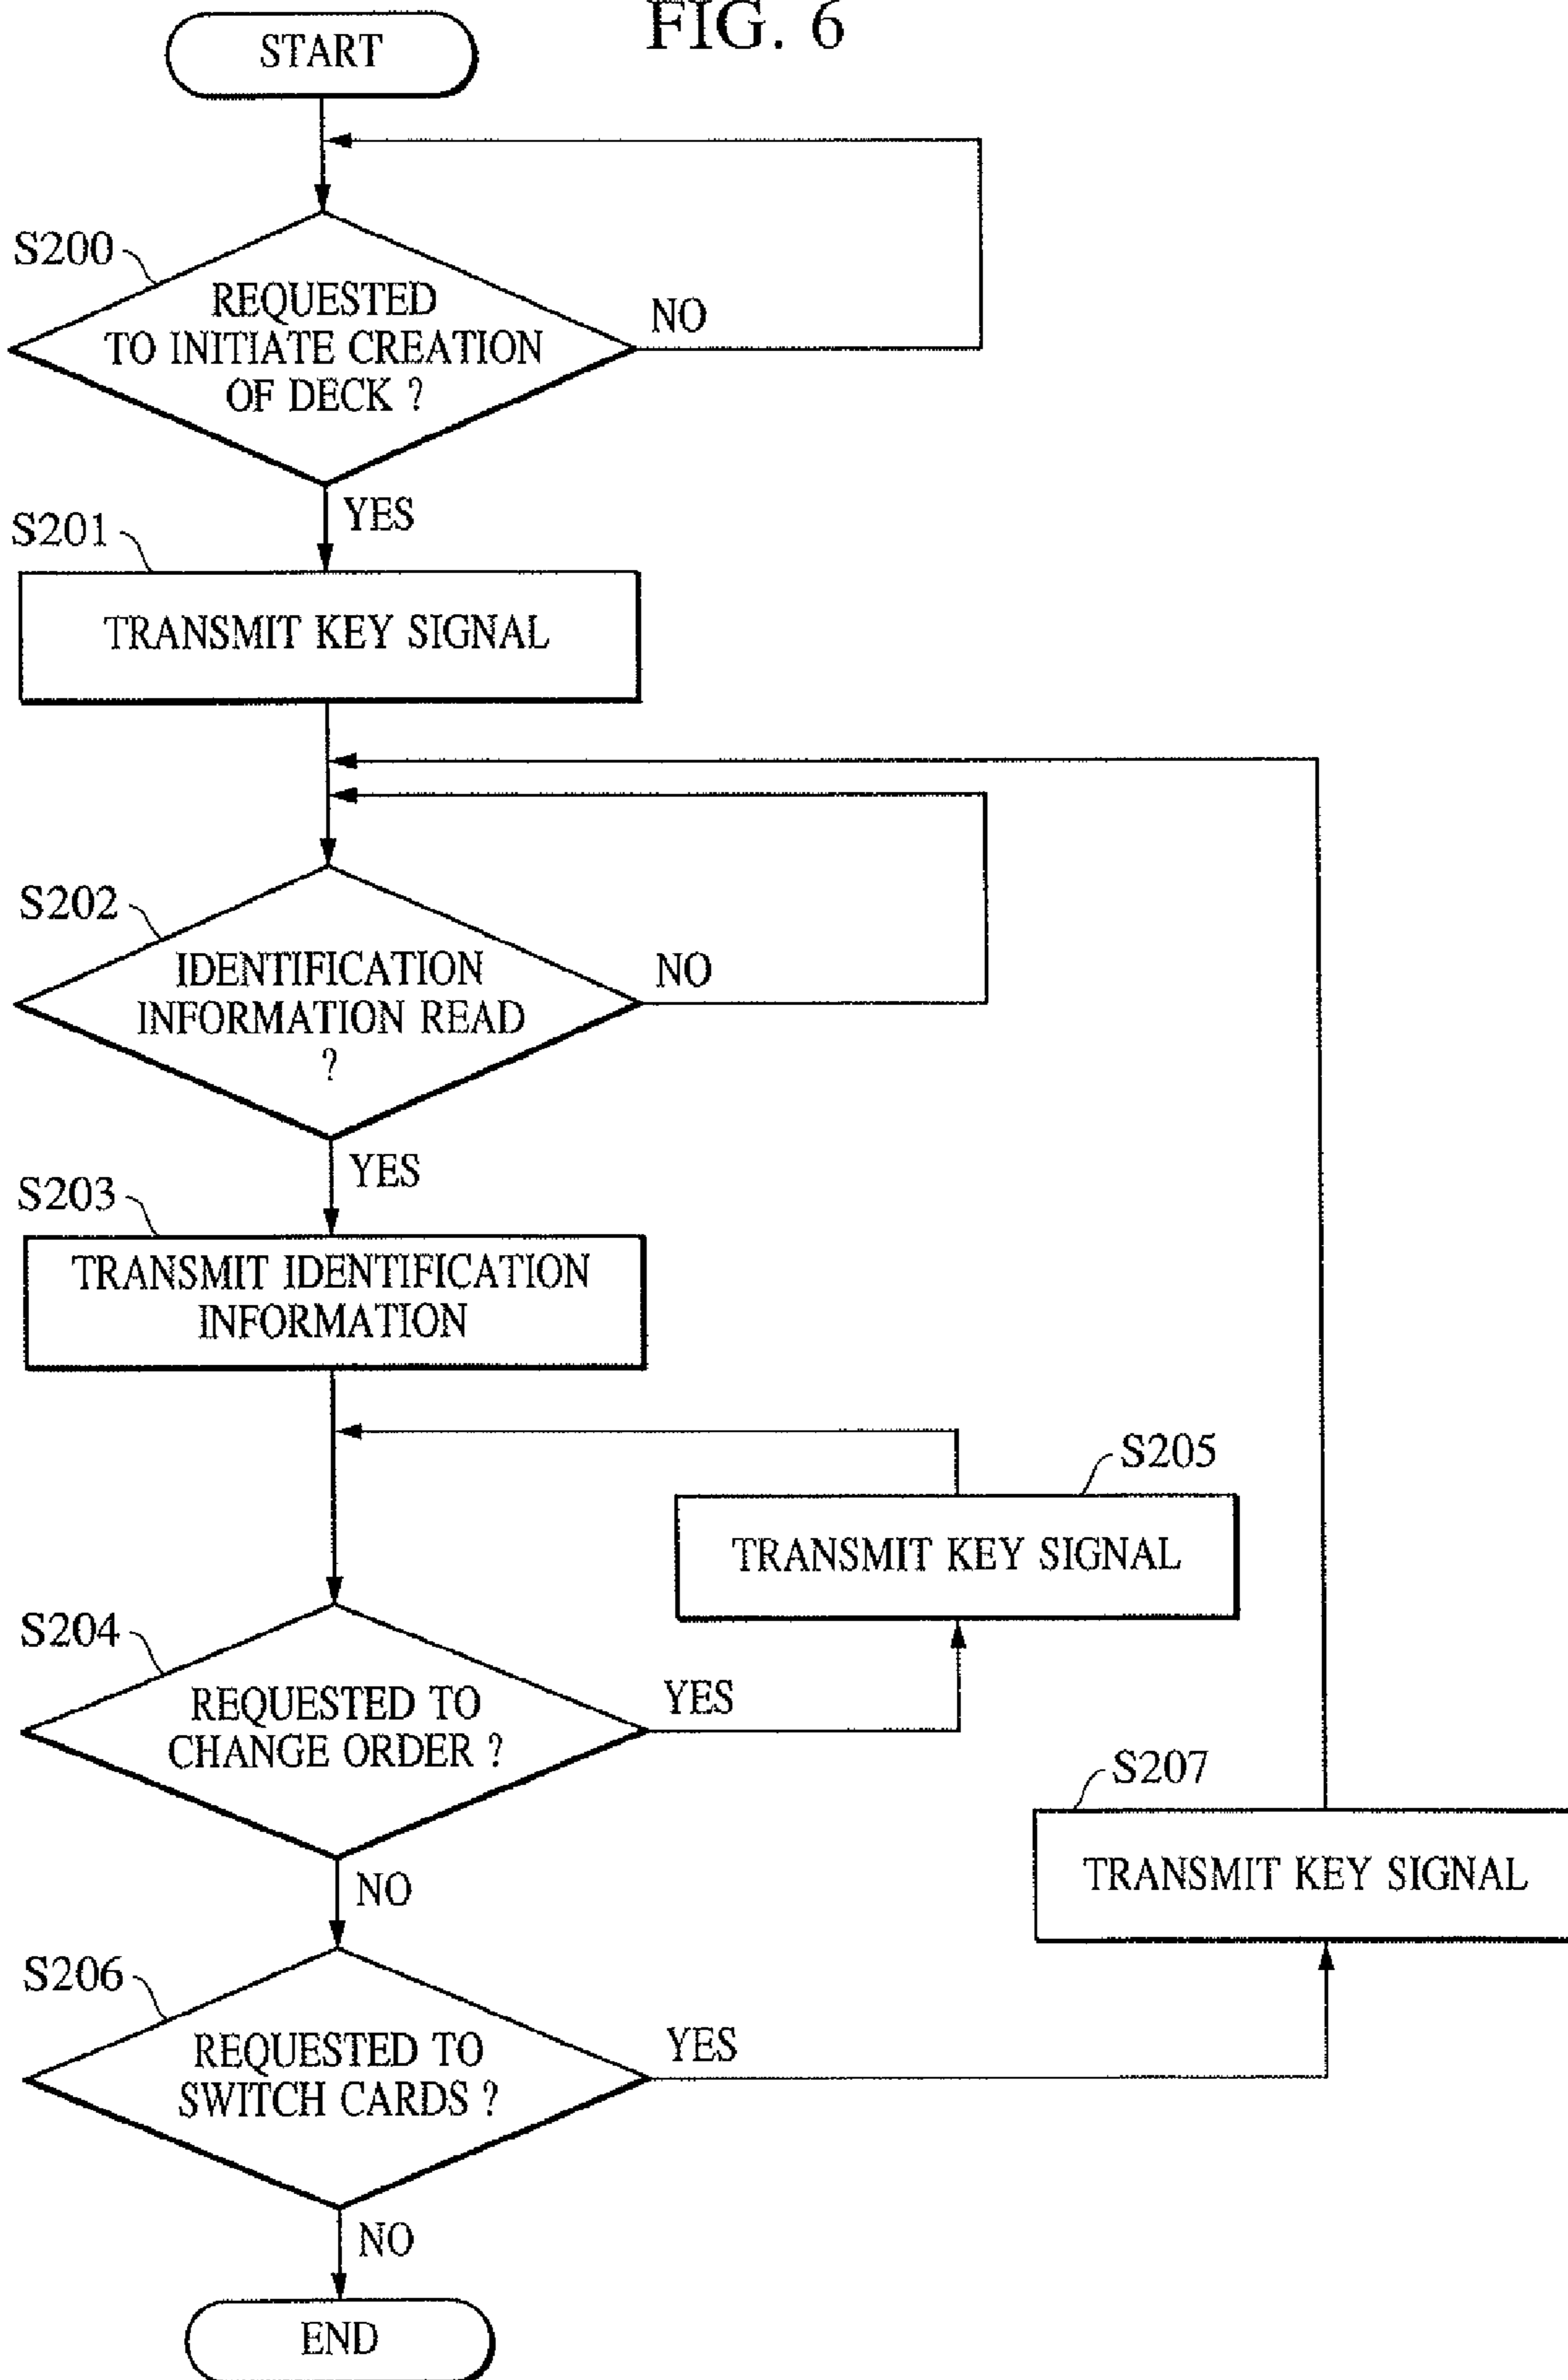 FIG. 6
START
S200
REQUESTED
TO INITIATE CREATION
OF DECK ?
NO
YES
S201
TRANSMIT KEY SIGNAL
S202
IDENTIFICATION
INFORMATION READ
?
NO
YES
S203
TRANSMIT IDENTIFICATION
INFORMATION
S205
TRANSMIT KEY SIGNAL
S204
REQUESTED TO
CHANGE ORDER ?
YES
NO
S207
TRANSMIT KEY SIGNAL
S206
REQUESTED TO
SWITCH CARDS ?
YES
NO
END